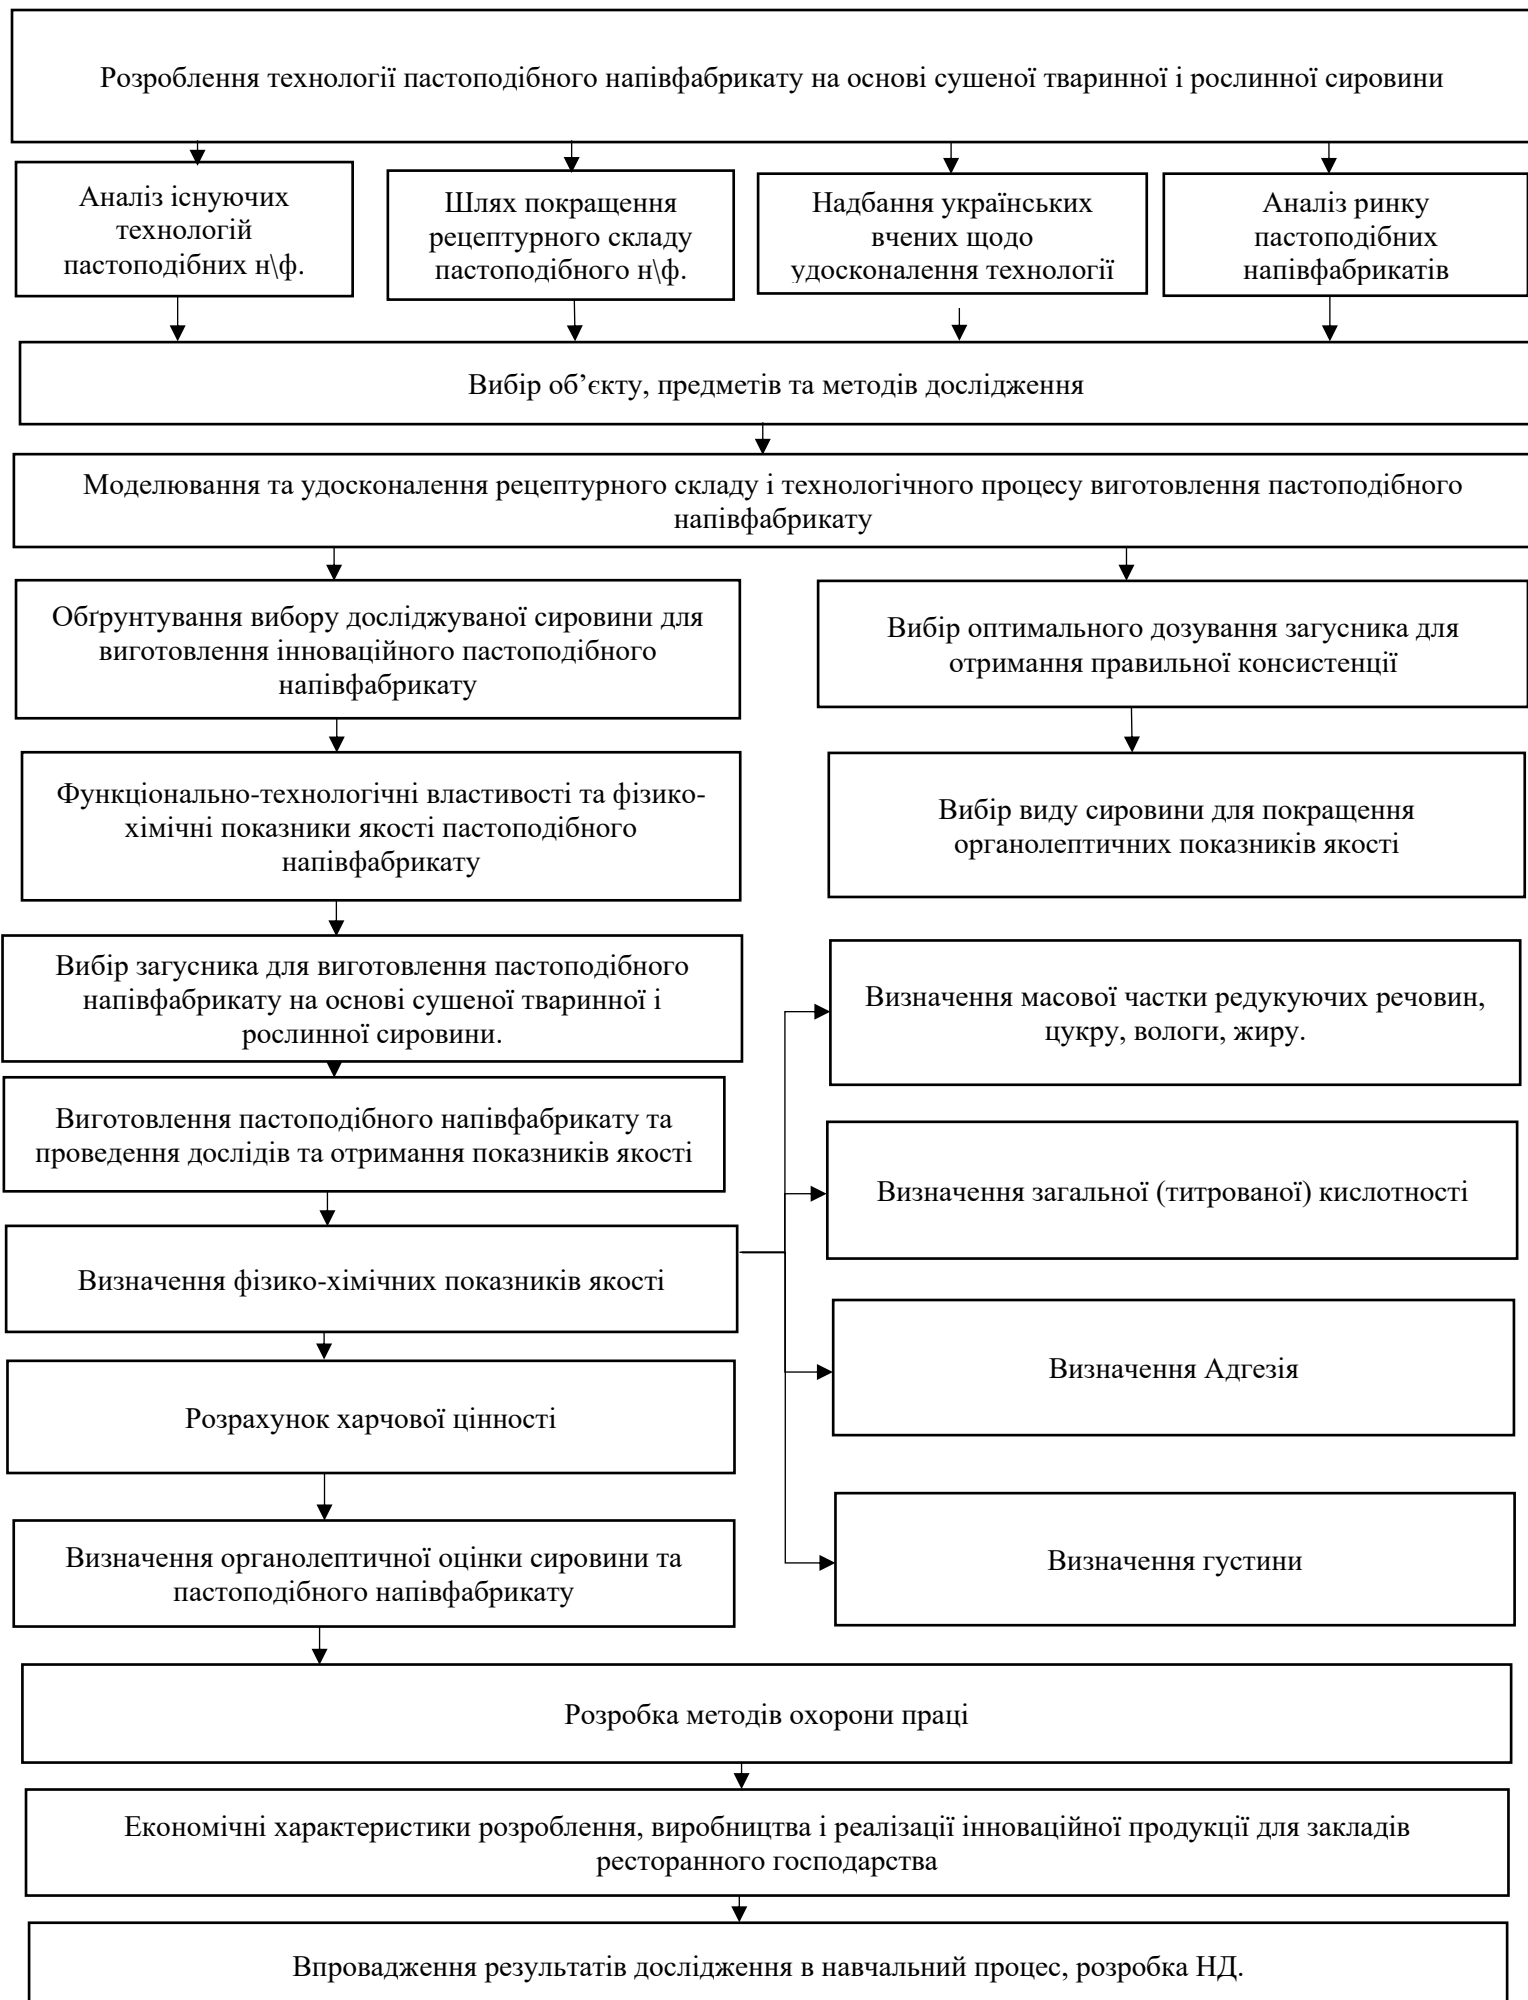 Розроблення технології пастоподібного напівфабрикату на основі сушеної тваринної і рослинної сировини
Аналіз існуючих
технологій
пастоподібних н\ф.
Шлях покращення
рецептурного складу
пастоподібного н\ф.
Надбання українських
вчених щодо
удосконалення технології
Аналіз ринку
пастоподібних
напівфабрикатів
Вибір об’єкту, предметів та методів дослідження
Моделювання та удосконалення рецептурного складу і технологічного процесу виготовлення пастоподібного
напівфабрикату
Обґрунтування вибору досліджуваної сировини для
виготовлення інноваційного пастоподібного
напівфабрикату
Вибір оптимального дозування загусника для
отримання правильної консистенції
Функціонально-технологічні властивості та фізико-
хімічні показники якості пастоподібного
напівфабрикату
Вибір виду сировини для покращення
органолептичних показників якості
Вибір загусника для виготовлення пастоподібного
напівфабрикату на основі сушеної тваринної і
рослинної сировини.
Визначення масової частки редукуючих речовин,
цукру, вологи, жиру.
Виготовлення пастоподібного напівфабрикату та
проведення дослідів та отримання показників якості
Визначення загальної (титрованої) кислотності
Визначення фізико-хімічних показників якості
Визначення Адгезія
Розрахунок харчової цінності
Визначення органолептичної оцінки сировини та
пастоподібного напівфабрикату
Визначення густини
Розробка методів охорони праці
Економічні характеристики розроблення, виробництва і реалізації інноваційної продукції для закладів
ресторанного господарства
Впровадження результатів дослідження в навчальний процес, розробка НД.